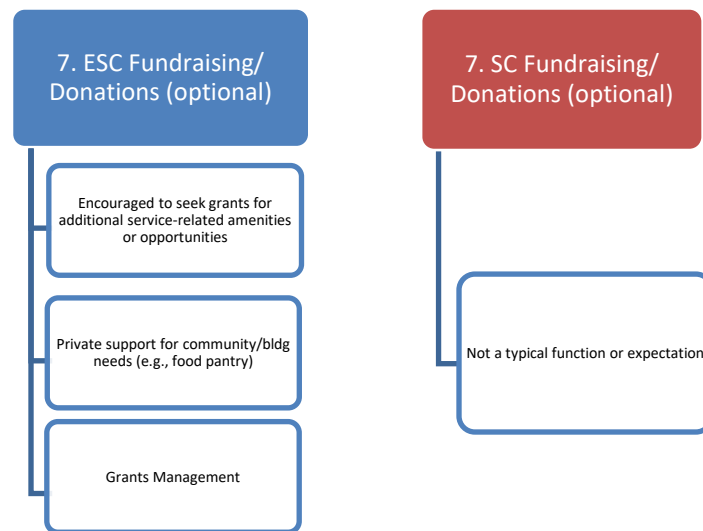 7. ESC Fundraising/
Donations (optional)
Encouraged to seek grants for
additional service-related amenities
or opportunities
Private support for community/bldg
needs (e.g., food pantry)
Grants Management
7. SC Fundraising/
Donations (optional)
Not a typical function or expectation